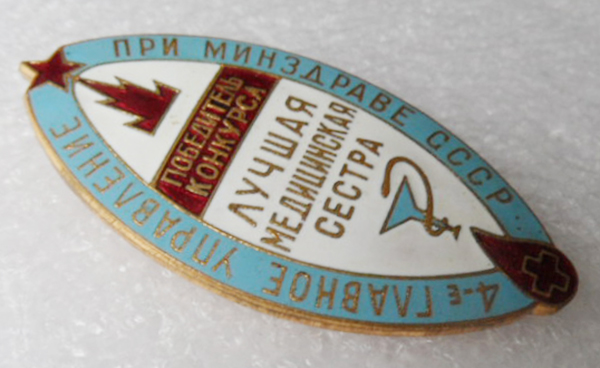 4-Е ГЛАВНОЕ УПРАВЛЕНИЕ
ПРИ МИНЗДРАВЕ СССР
ПОБЕДИТЕЛЬ
КОНКУРСА
ЛУЧШАЯ
МЕДИЦИНСКАЯ
СЕСТРА